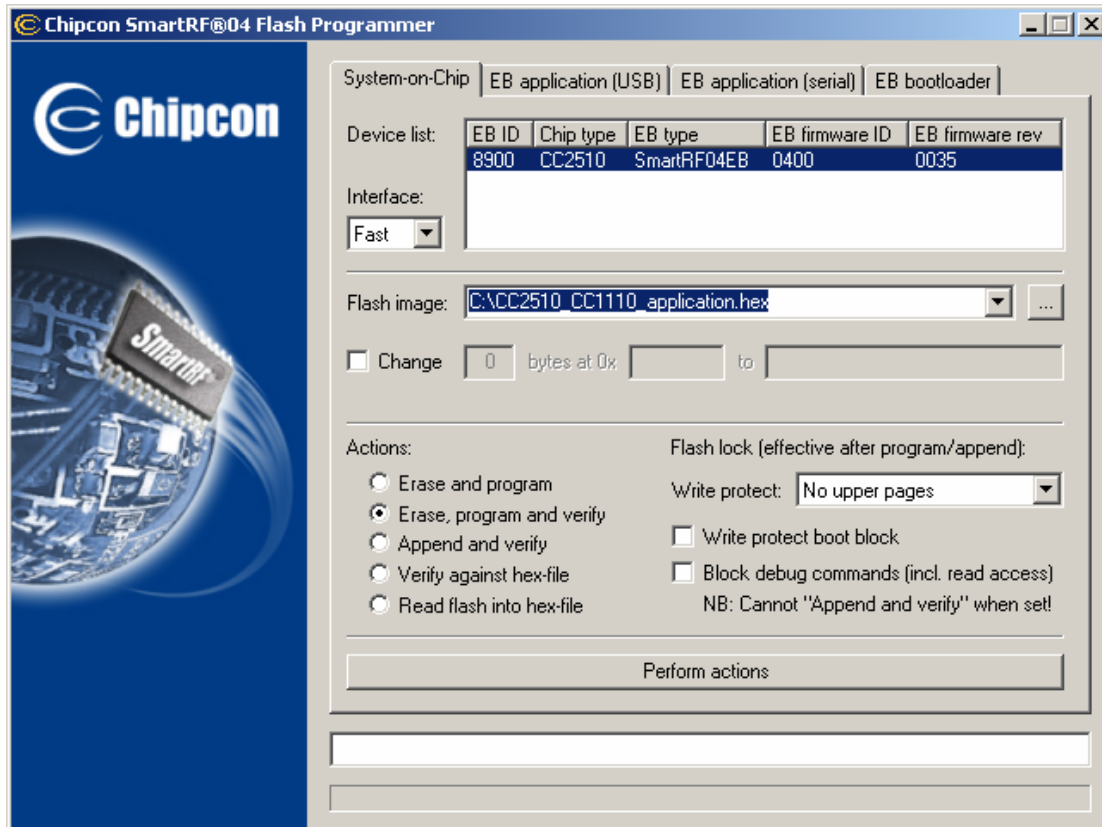 Chipcon SmartRF®04 Flash Programmer
Chipcon
SmartRF®
System-on-Chip EB application (USB) EB application (serial) EB bootloader
Device list:
EB ID Chip type EB type EB firmware ID EB firmware rev
8900 CC2510 SmartRF04EB 0400 0035
Interface:
Fast
Flash image: C:\CC2510_CC1110_application.hex ...
Change 0 bytes at 0x to
Actions:
Erase and program
Erase, program and verify
Append and verify
Verify against hex-file
Read flash into hex-file
Flash lock (effective after program/append):
Write protect: No upper pages
Write protect boot block
Block debug commands (incl. read access)
NB: Cannot "Append and verify" when set!
Perform actions